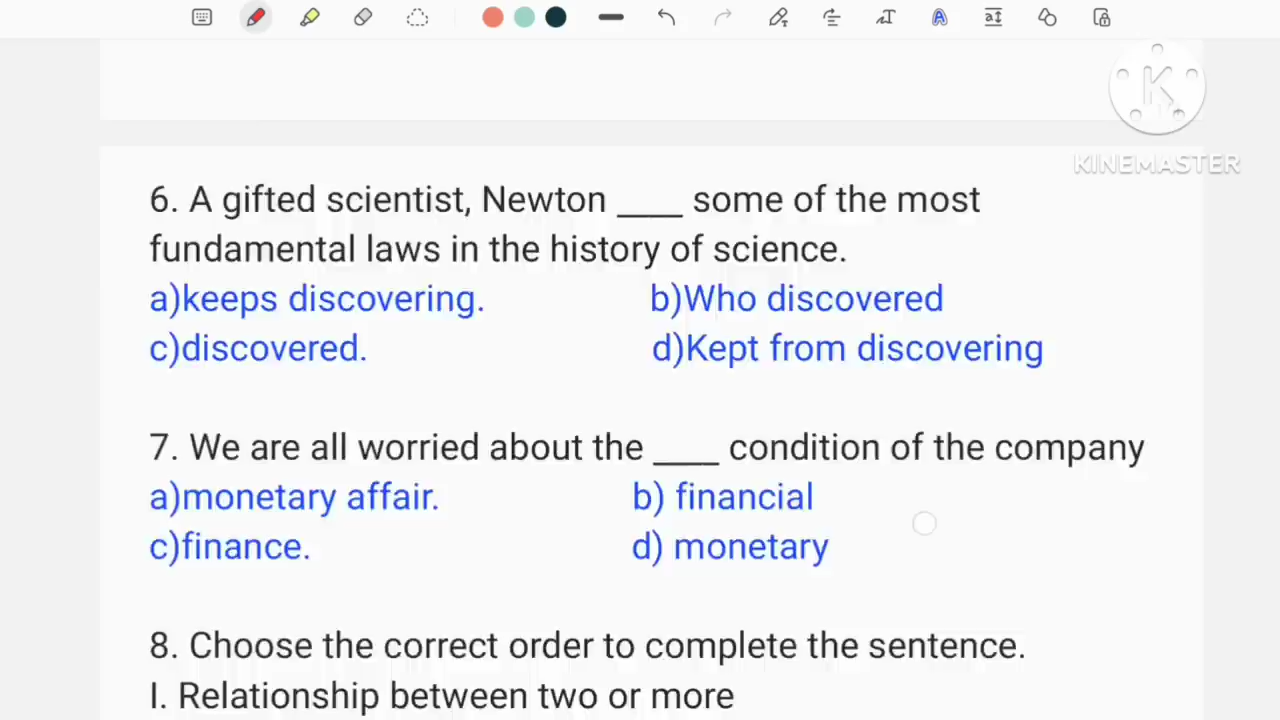 K
KINEMASTER
6. A gifted scientist, Newton ____ some of the most
fundamental laws in the history of science.
a)keeps discovering. b)Who discovered
c)discovered. d)Kept from discovering
7. We are all worried about the ____ condition of the company
a)monetary affair. b) financial
c)finance. d) monetary
8. Choose the correct order to complete the sentence.
I. Relationship between two or more